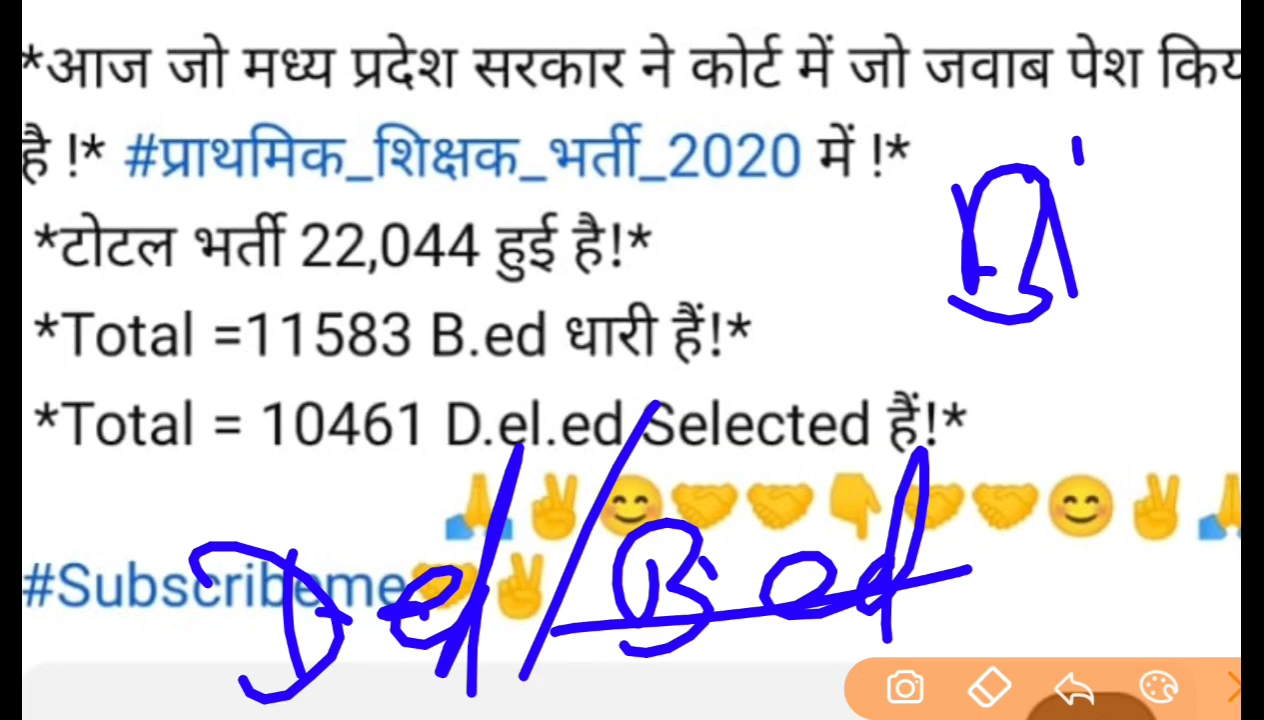 *आज जो मध्य प्रदेश सरकार ने कोर्ट में जो जवाब पेश किय
है !* #प्राथमिक_शिक्षक_भर्ती_2020 में !*
*टोटल भर्ती 22,044 हुई है!*
*Total =11583 B.ed धारी हैं!*
*Total = 10461 D.el.ed Selected हैं!*
🙏✌😊🤝🤝👇🤝🤝😊✌🙏
#Subscribeme🤝✌
Ded/Bed